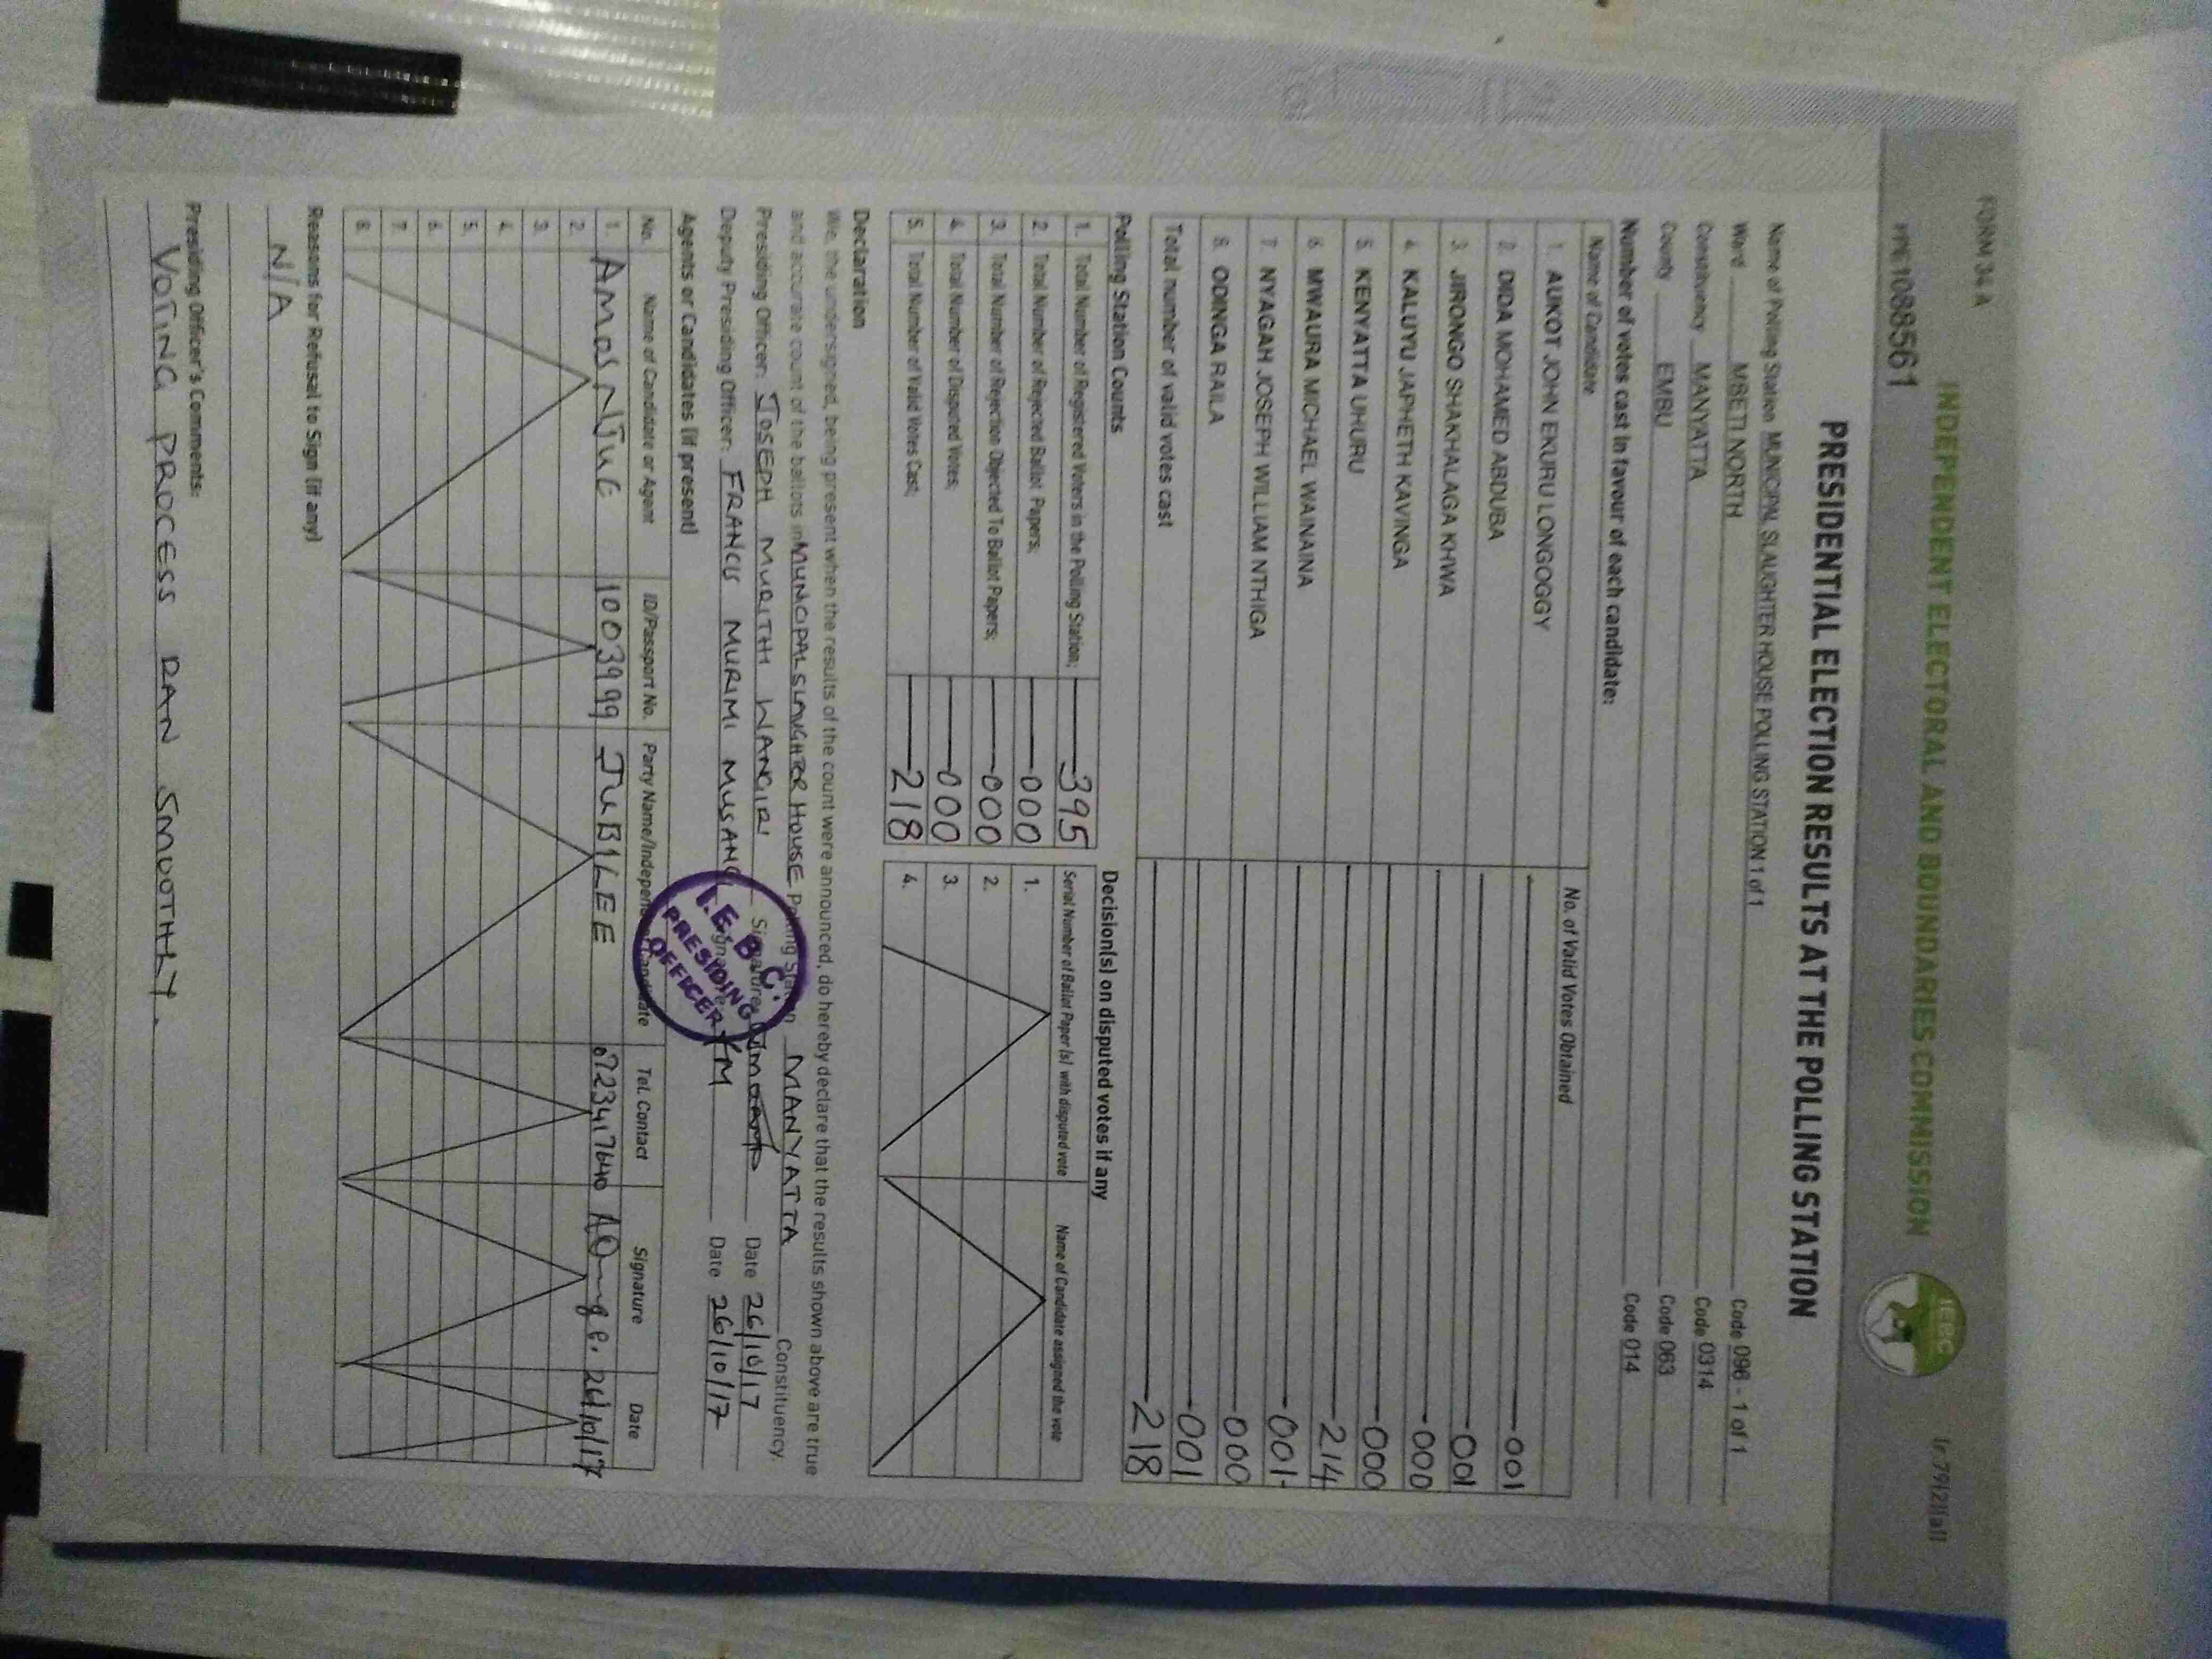 FORM 34 A
INDEPENDENT ELECTORAL AND BOUNDARIES COMMISSION
IEBC
PRESIDENTIAL ELECTION RESULTS AT THE POLLING STATION
Name of Polling Station MUNICIPAL SLAUGHTER HOUSE POLLING STATION 1 of 1 Code 096 - 1 of 1
Ward MBETI NORTH Code 0314
Constituency MANYATTA Code 063
County EMBU Code 014
Number of votes cast in favour of each candidate:
Name of Candidate No. of Valid Votes Obtained
1. AUKOT JOHN EKURU LONGOGGY 001
2. DIDA MOHAMED ABDUBA 001
3. JIRONGO SHAKHALAGA KHWA 000
4. KALUYU JAPHETH KAVINGA 000
5. KENYATTA UHURU 214
6. MWAURA MICHAEL WAINAINA 001
7. NYAGAH JOSEPH WILLIAM NTHIGA 000
8. ODINGA RAILA 001
Total number of valid votes cast 218
Polling Station Counts
1. Total Number of Registered Voters in the Polling Station; 395
2. Total Number of Rejected Ballot Papers; 000
3. Total Number of Rejection Objected To Ballot Papers; 000
4. Total Number of Disputed Votes; 000
5. Total Number of Valid Votes Cast; 218
Decision(s) on disputed votes if any
Serial Number of Ballot Paper (s) with disputed vote Name of Candidate assigned the vote
1.
2.
3.
4.
Declaration
We, the undersigned, being present when the results of the count were announced, do hereby declare that the results shown above are true
and accurate count of the ballots in MUNCIPAL SLAUGHTER HOUSE Polling Station MANYATTA Constituency.
Presiding Officer: JOSEPH MURITHI WANGIRI Signature Date 26/10/17
Deputy Presiding Officer: FRANCIS MURIMI Signature FM Date 26/10/17
I.E.B.C. PRESIDING OFFICER
Agents or Candidates (if present)
No. Name of Candidate or Agent ID/Passport No. Party Name/Independent Candidate Tel. Contact Signature Date
1. AMOS NJUE 1003999 JUBILEE 0723417640 26/10/17
2.
3.
4.
5.
6.
7.
8.
Reasons for Refusal to Sign (if any)
N/A
Presiding Officer's Comments:
VOTING PROCESS RAN SMOOTHLY.